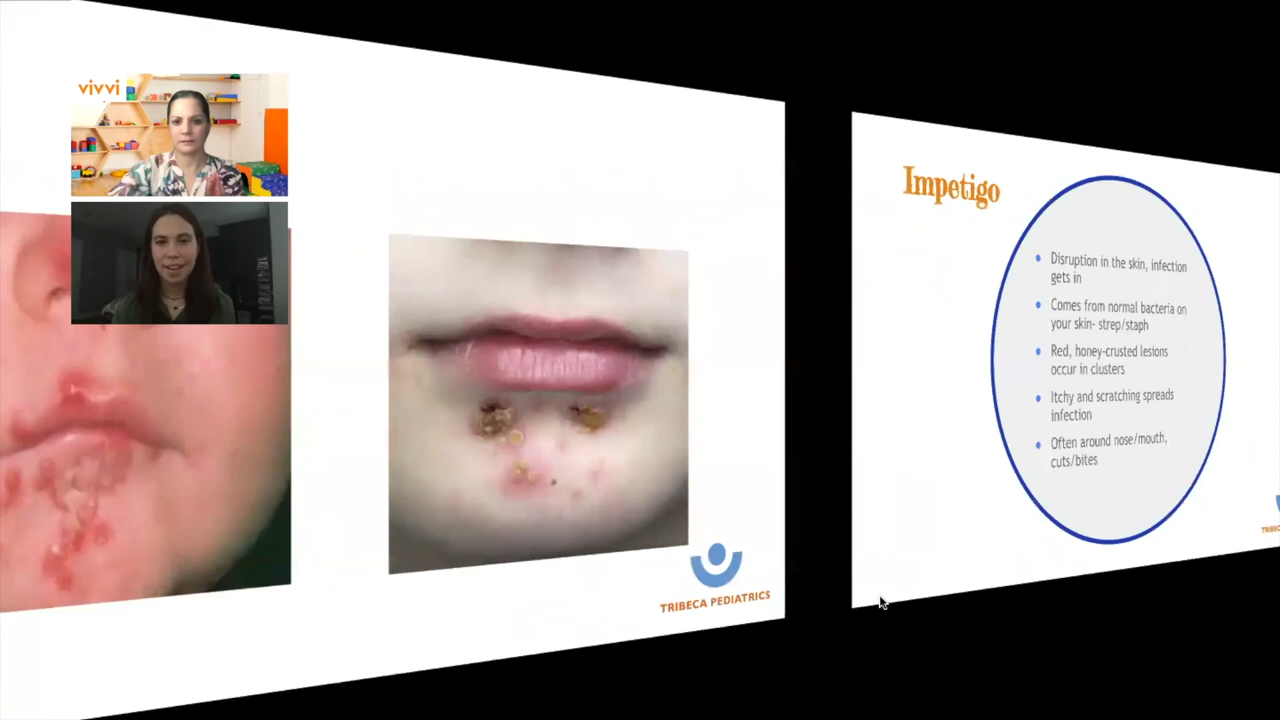 vivvi
TRIBECA PEDIATRICS
Impetigo
Disruption in the skin, infection
gets in
Comes from normal bacteria on
your skin- strep/staph
Red, honey-crusted lesions
occur in clusters
Itchy and scratching spreads
infection
Often around nose/mouth,
cuts/bites